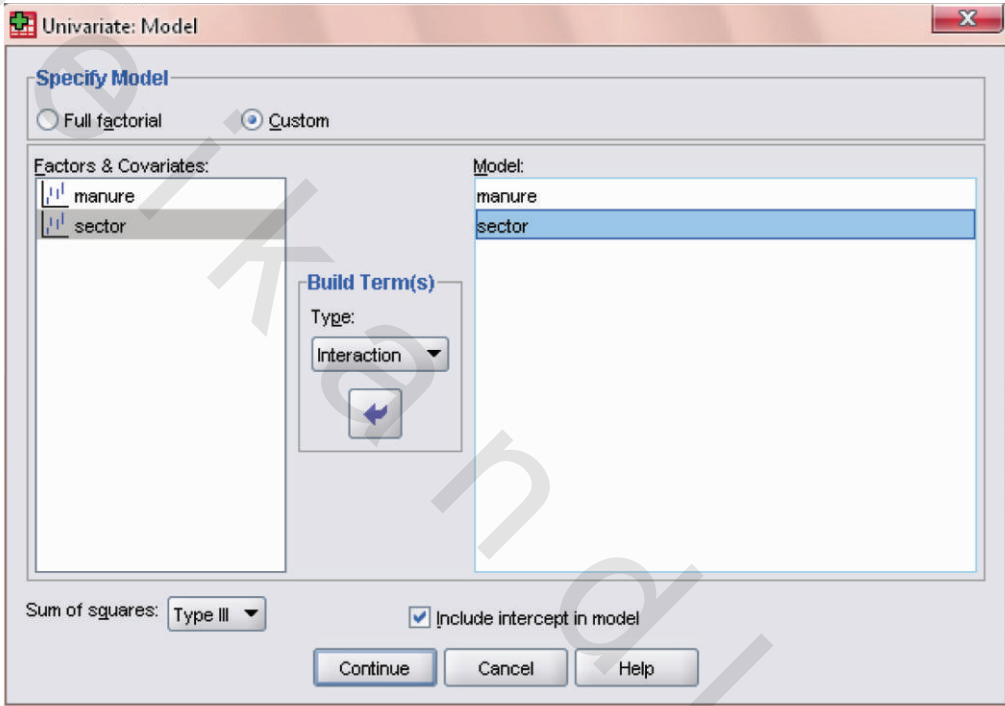 Univariate: Model
Specify Model
Full factorial
Custom
Factors & Covariates:
manure
sector
Build Term(s)
Type:
Interaction
Model:
manure
sector
Sum of squares:
Type III
Include intercept in model
Continue
Cancel
Help
e l k a n d l